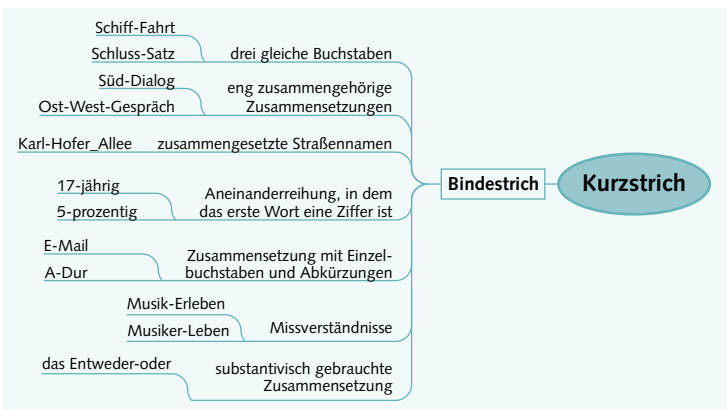 Schiff-Fahrt
Schluss-Satz
drei gleiche Buchstaben
Süd-Dialog
Ost-West-Gespräch
eng zusammengehörige
Zusammensetzungen
Karl-Hofer_Allee
zusammengesetzte Straßennamen
17-jährig
5-prozentig
Aneinanderreihung, in dem
das erste Wort eine Ziffer ist
E-Mail
A-Dur
Zusammensetzung mit Einzel-
buchstaben und Abkürzungen
Musik-Erleben
Musiker-Leben
Missverständnisse
das Entweder-oder
substantivisch gebrauchte
Zusammensetzung
Bindestrich
Kurzstrich